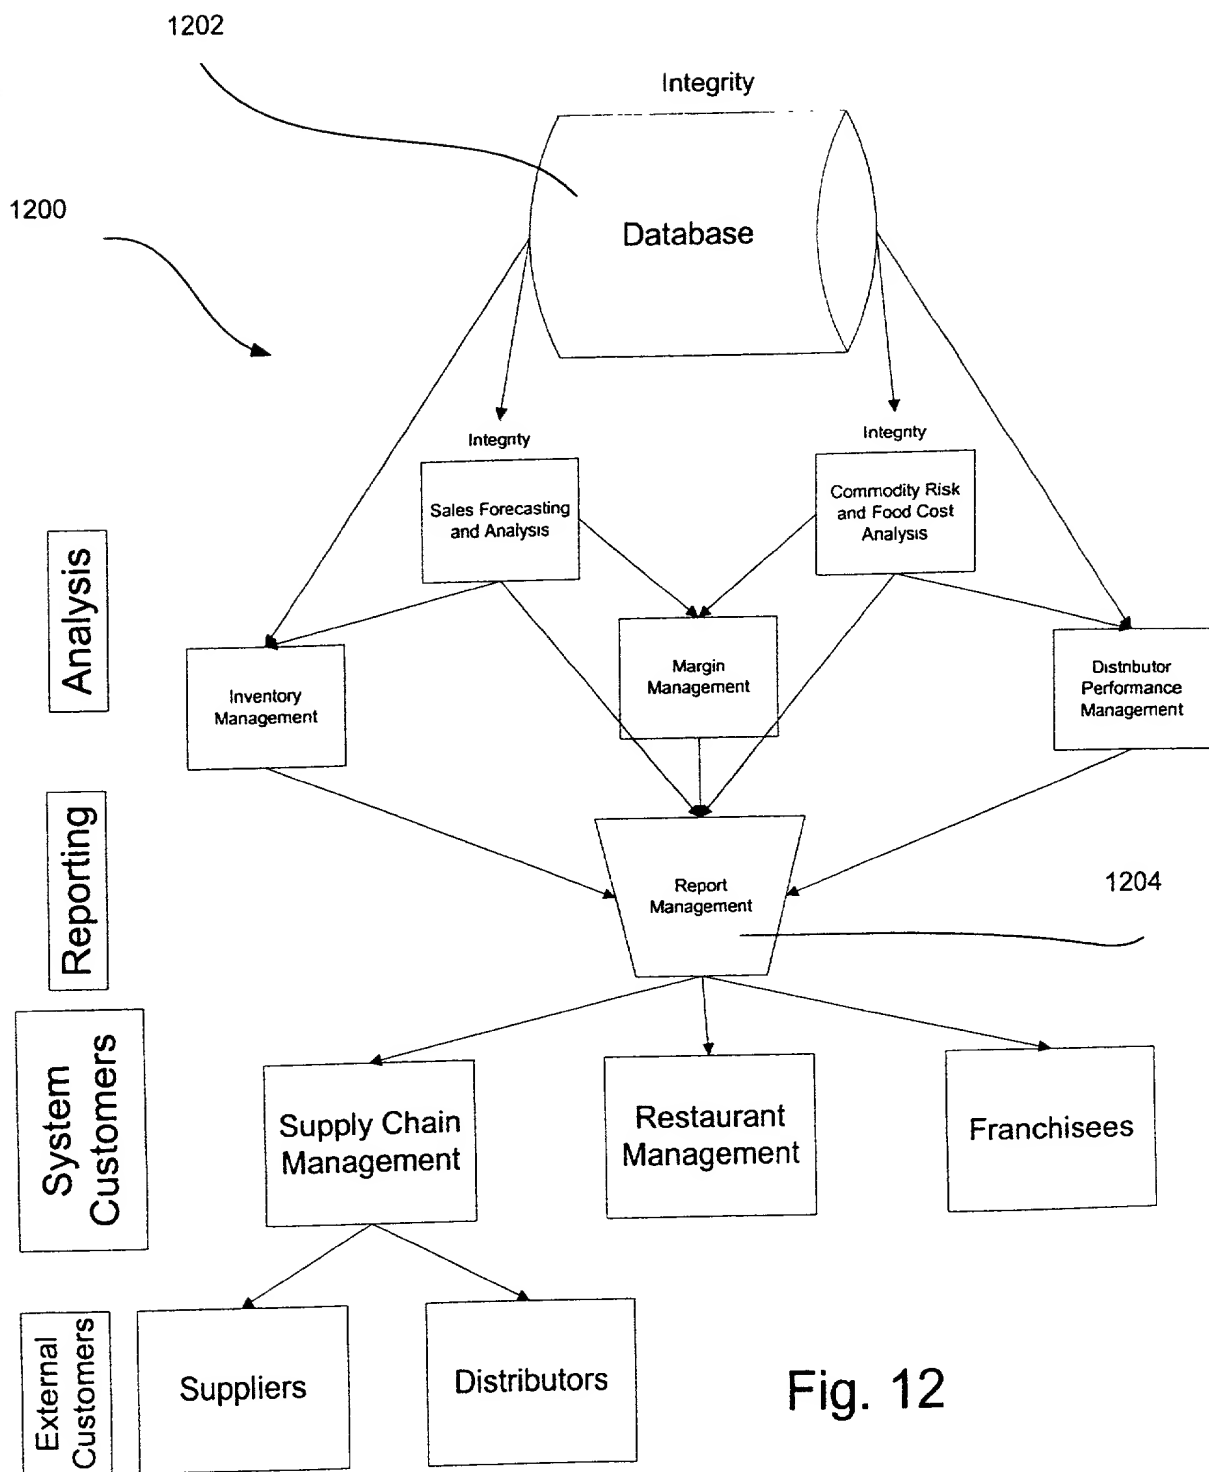 1202
Integrity
1200
Database
Integrity
Integrity
Sales Forecasting
and Analysis
Commodity Risk
and Food Cost
Analysis
Analysis
Inventory
Management
Margin
Management
Distributor
Performance
Management
Reporting
Report
Management
1204
System
Customers
Supply Chain
Management
Restaurant
Management
Franchisees
External
Customers
Suppliers
Distributors
Fig. 12